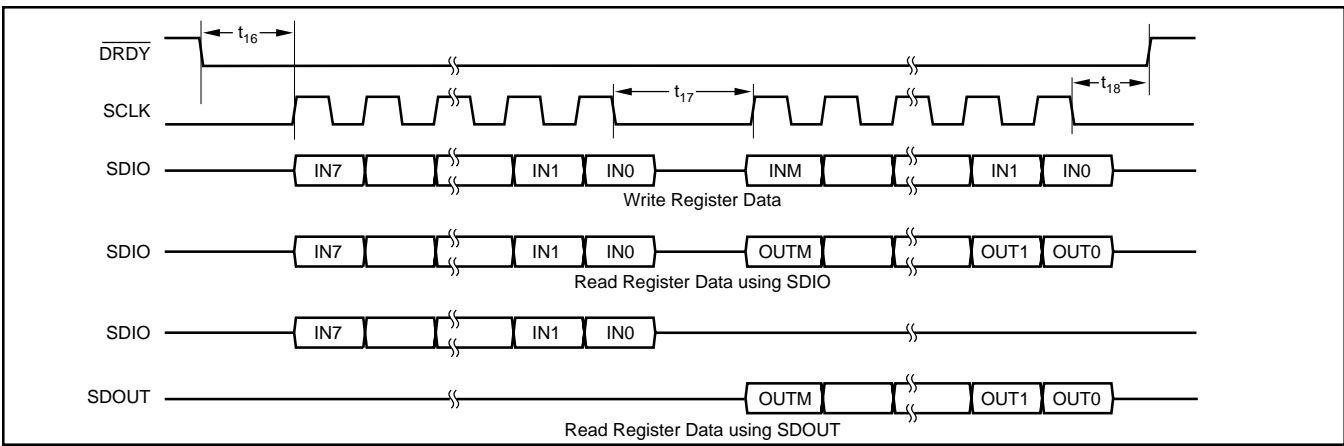 t16
DRDY
t17
t18
SCLK
SDIO IN7 IN1 IN0 INM IN1 IN0
Write Register Data
SDIO IN7 IN1 IN0 OUTM OUT1 OUT0
Read Register Data using SDIO
SDIO IN7 IN1 IN0
SDOUT OUTM OUT1 OUT0
Read Register Data using SDOUT